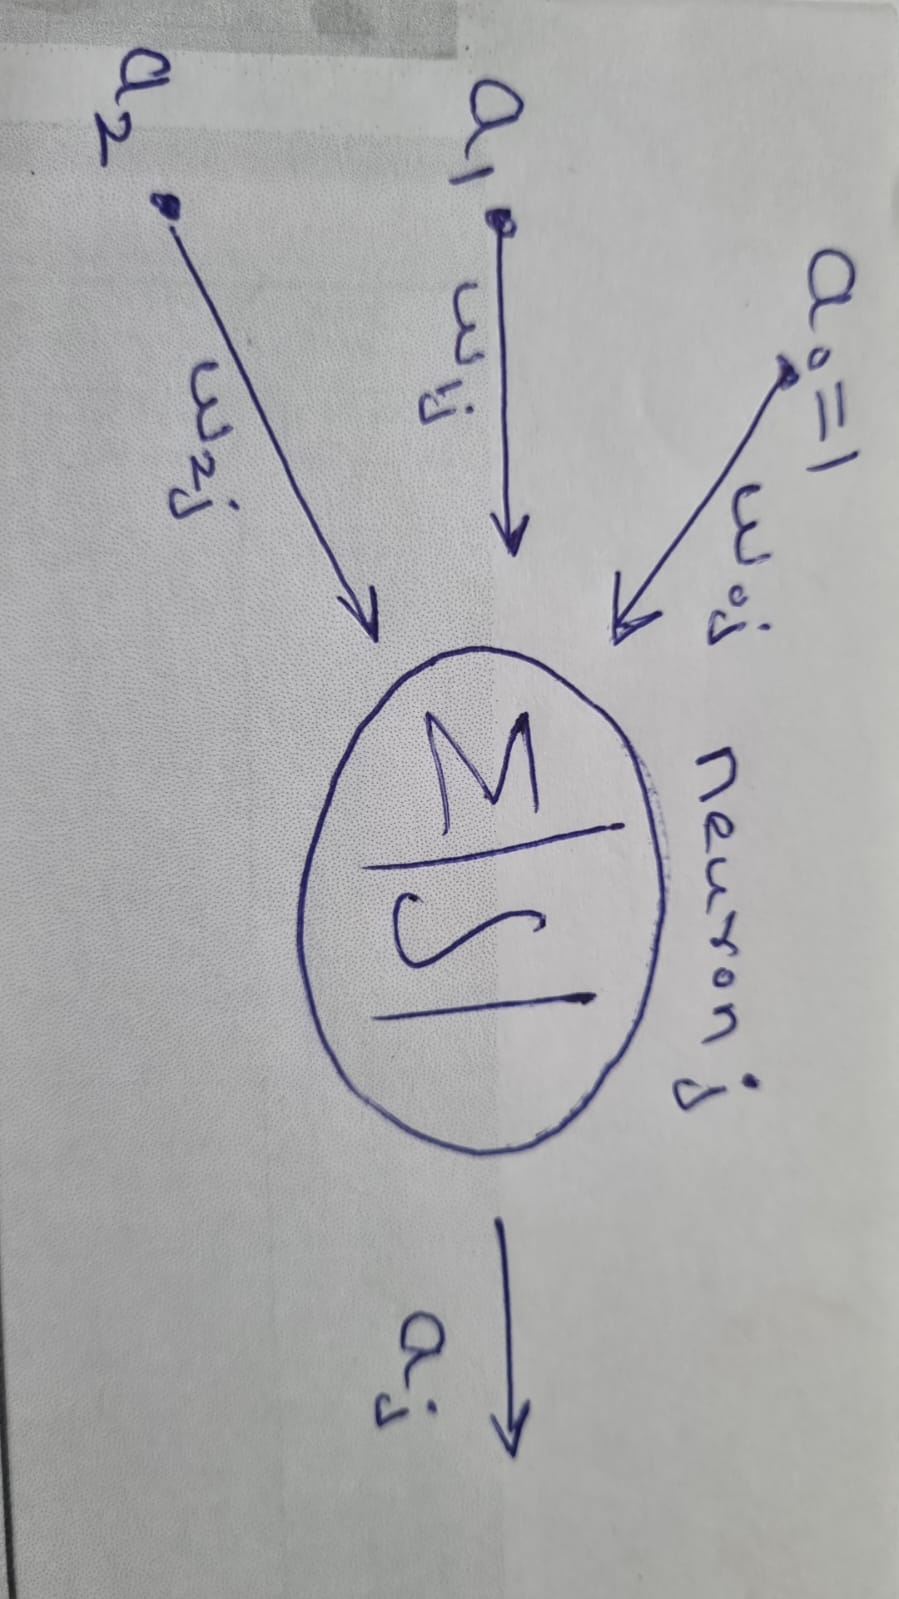 a₀=1
w₀j
neuron j
a₁
w₁j
Σ
∫
aj
a₂
w₂j